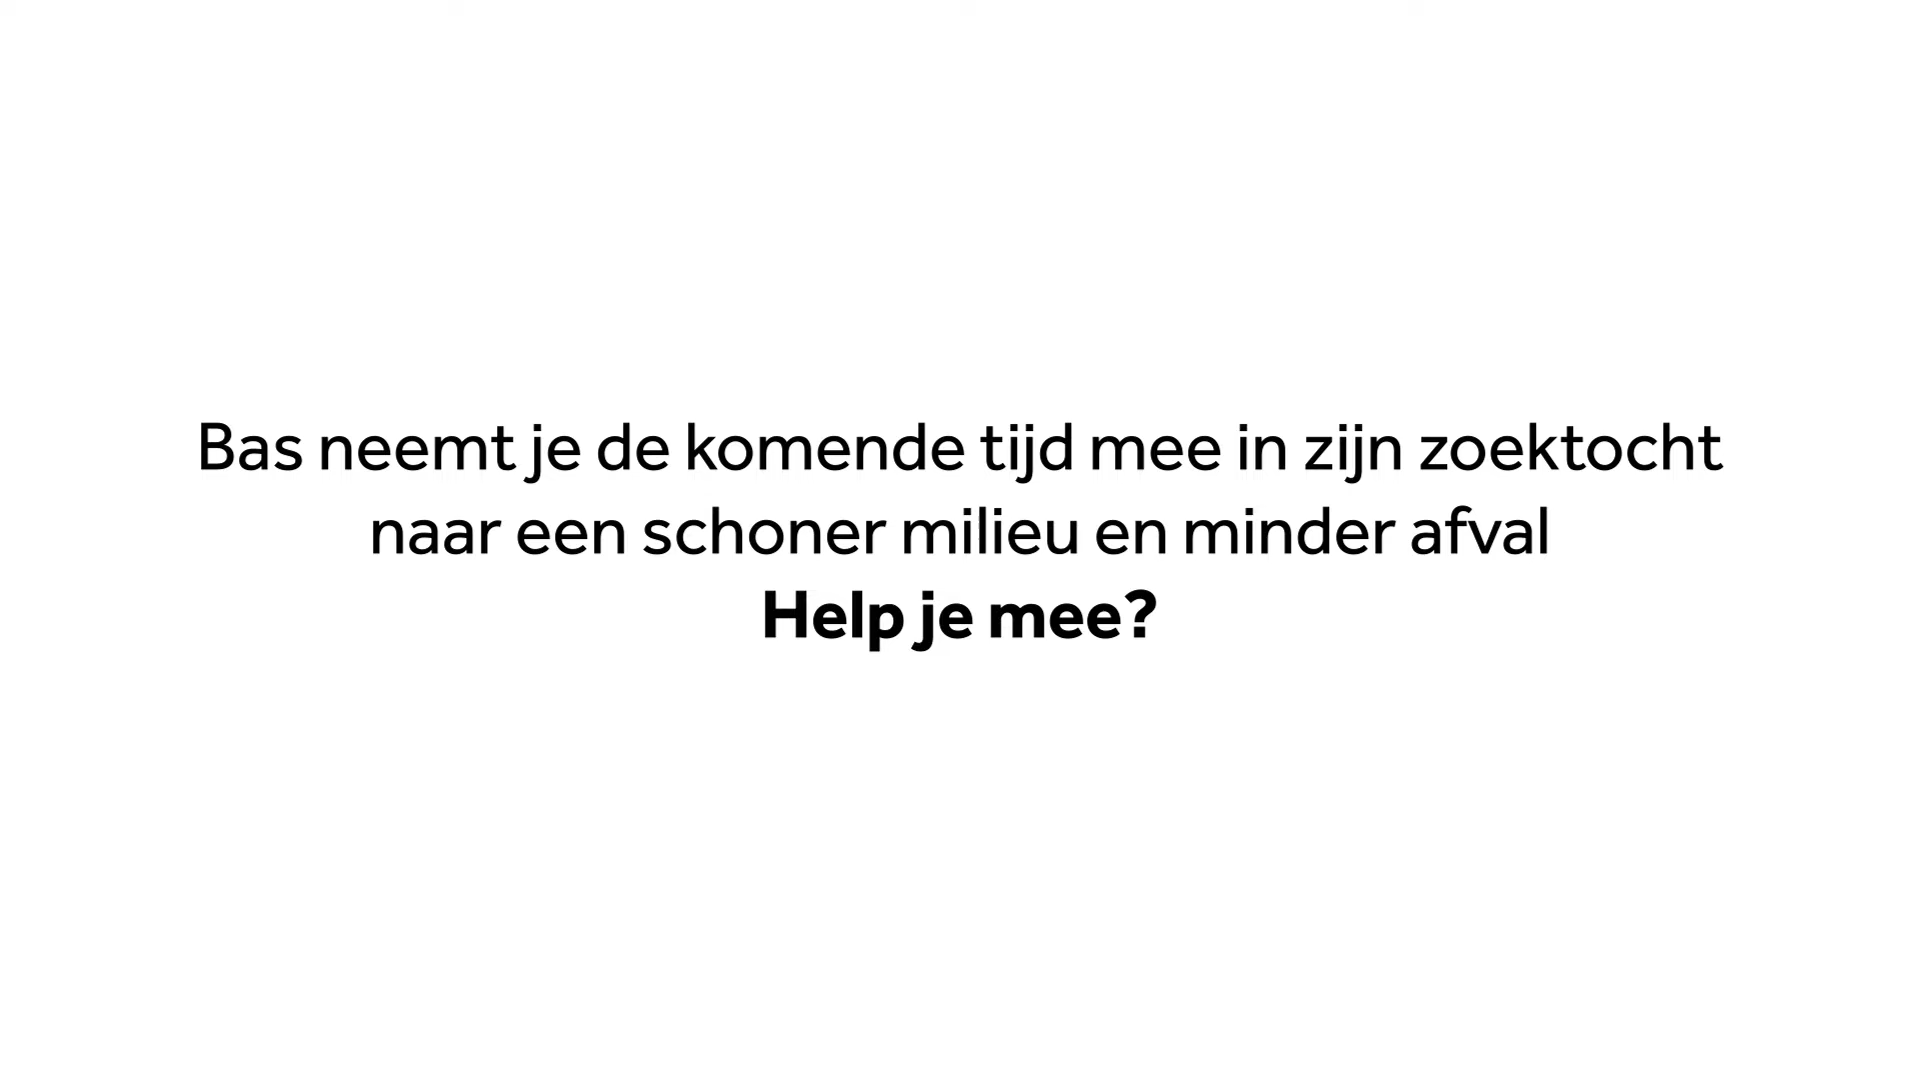 Bas neemt je de komende tijd mee in zijn zoektocht
naar een schoner milieu en minder afval
Help je mee?